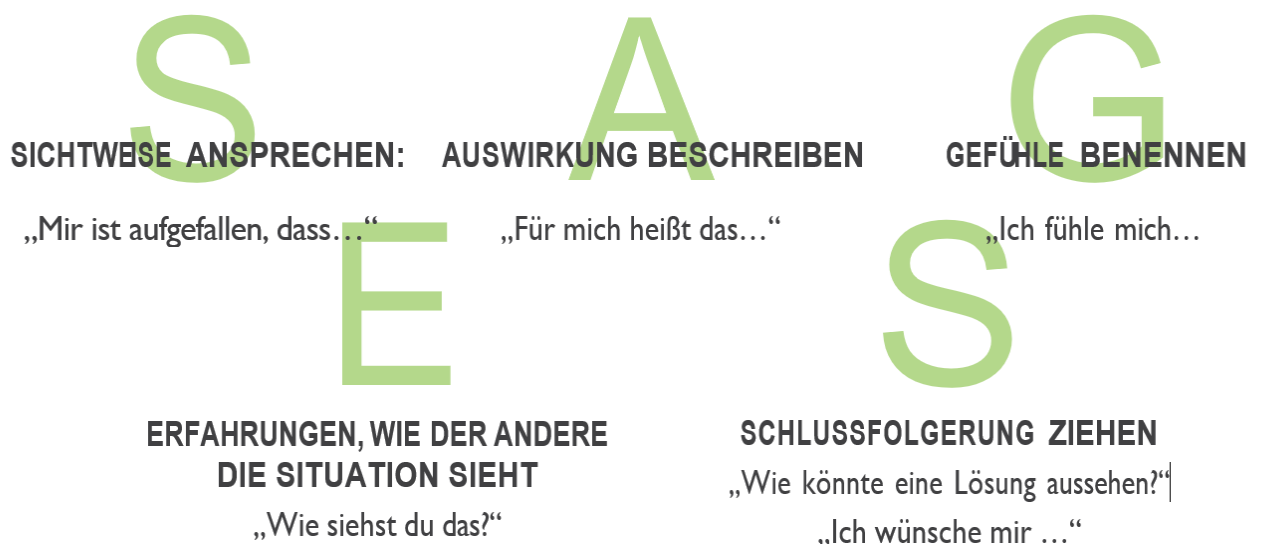 S A G
SICHTWEISE ANSPRECHEN: AUSWIRKUNG BESCHREIBEN GEFÜHLE BENENNEN
„Mir ist aufgefallen, dass…“ „Für mich heißt das…“ „Ich fühle mich…
E S
ERFAHRUNGEN, WIE DER ANDERE
DIE SITUATION SIEHT
„Wie siehst du das?“
SCHLUSSFOLGERUNG ZIEHEN
„Wie könnte eine Lösung aussehen?“
„Ich wünsche mir …“